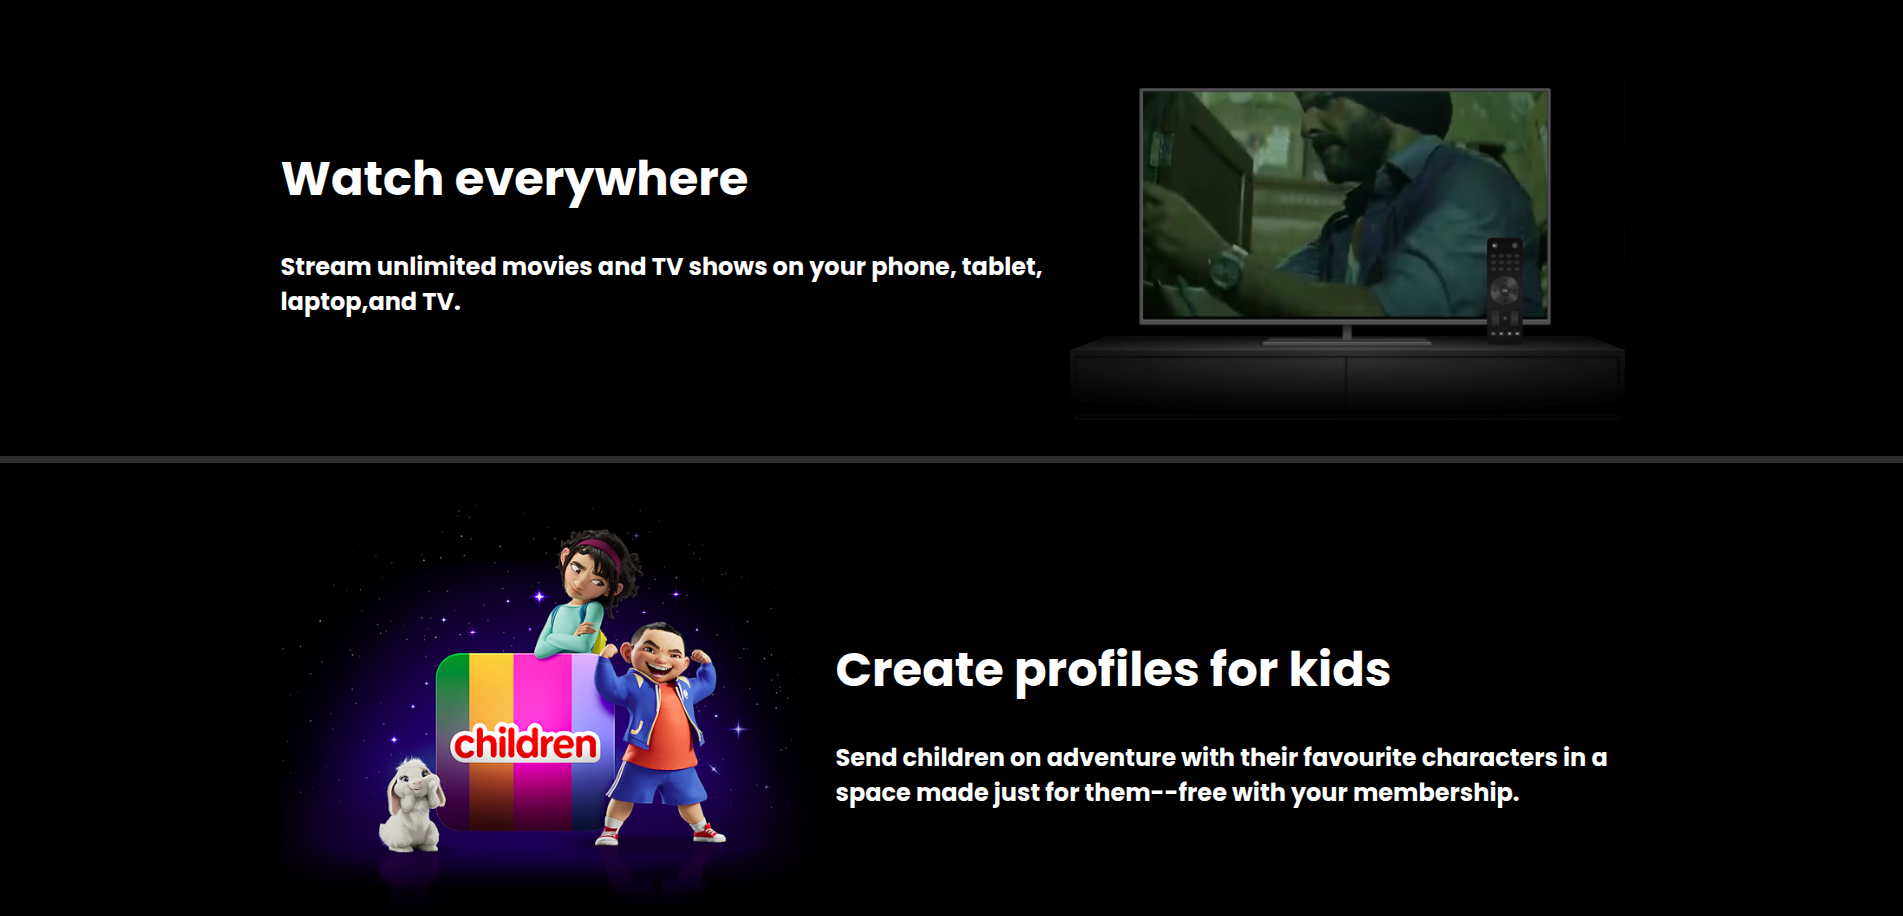 Watch everywhere
Stream unlimited movies and TV shows on your phone, tablet,
laptop,and TV.
children
Create profiles for kids
Send children on adventure with their favourite characters in a
space made just for them--free with your membership.